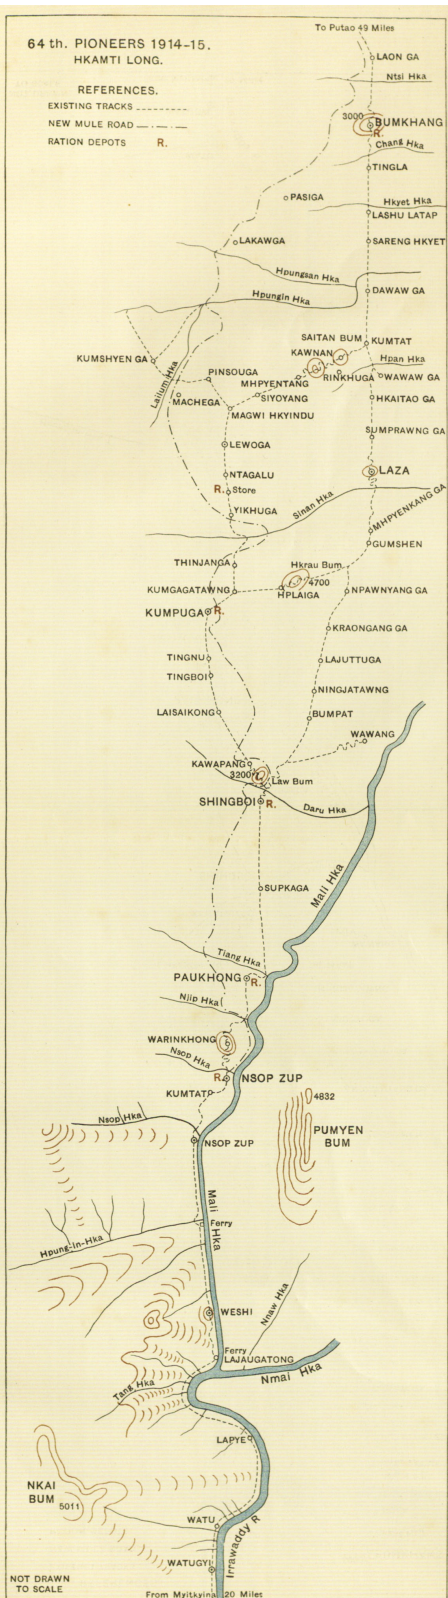 64th. PIONEERS 1914-15.
HKAMTI LONG.
REFERENCES.
EXISTING TRACKS
NEW MULE ROAD
RATION DEPOTS R.
To Putao 49 Miles
LAON GA
Ntsi Hka
3000
BUMKHANG
R.
Chang Hka
TINGLA
PASIGA
Hkyet Hka
LASHU LATAP
LAKAWGA
SARENG HKYET
Hpungsan Hka
DAWAW GA
Hpungin Hka
SAITAN BUM
KUMTAT
KAWNAN
Hpan Hka
KUMSHYEN GA
Lailum Hka
PINSOUGA
MHPYENTANG
RINKHUGA
WAWAW GA
MACHEGA
SIYOYANG
HKAITAO GA
MAGWI HKYINDU
SUMPRAWNG GA
LEWOGA
LAZA
NTAGALU
R. Store
Sinan Hka
YIKHUGA
MHPYENKANG GA
GUMSHEN
THINJANGA
Hkrau Bum
4700
KUMGAGATAWNG
HPLAIGA
NPAWNYANG GA
KUMPUGA
R.
KRAONGANG GA
TINGNU
LAJUTTUGA
TINGBOI
NINGJATAWNG
LAISAIKONG
BUMPAT
WAWANG
KAWAPANG
3200
Law Bum
SHINGBOI
R.
Daru Hka
Mali Hka
SUPKAGA
Tiang Hka
PAUKHONG
R.
Njip Hka
WARINKHONG
Nsop Hka
R.
NSOP ZUP
KUMTAT
4832
PUMYEN
BUM
Nsop Hka
NSOP ZUP
Mali Hka
Ferry
Hpung-in-Hka
Nnaw Hka
WESHI
Ferry
LAJAUGATONG
Nmai Hka
Tang Hka
LAPYE
NKAI
BUM
5011
WATU
Irrawaddy R
WATUGYI
NOT DRAWN
TO SCALE
From Myitkyina 20 Miles